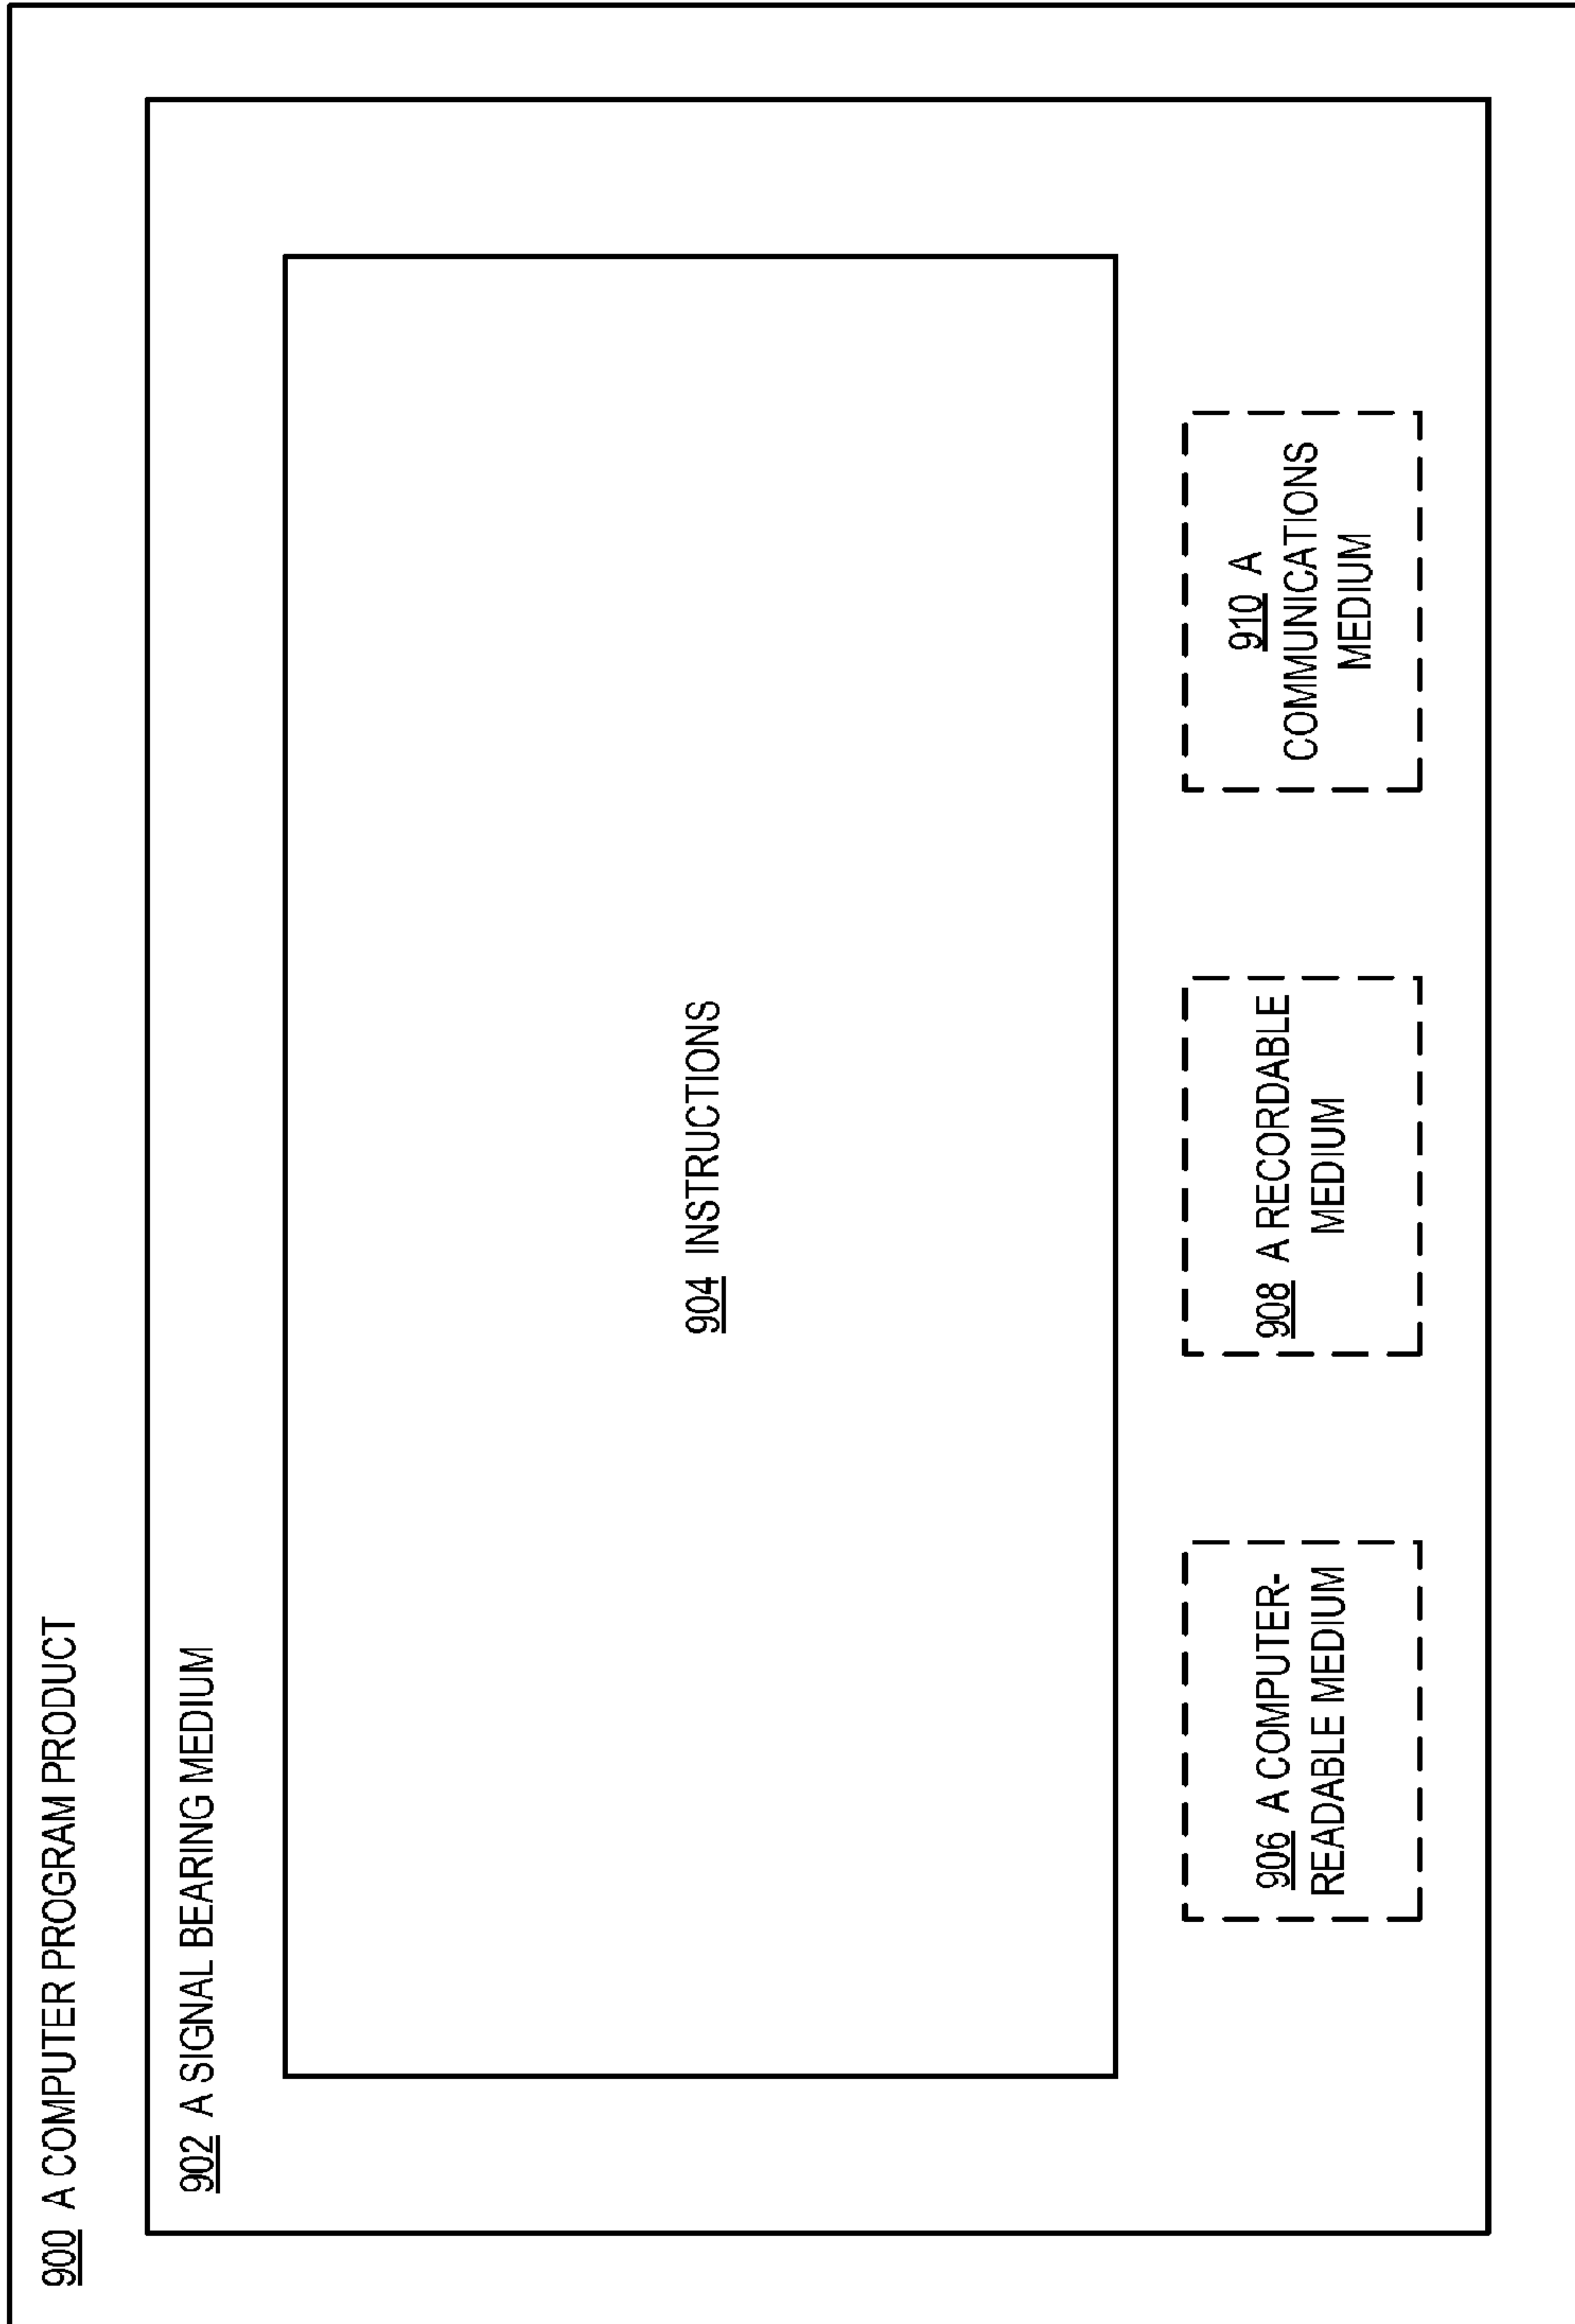 900 A COMPUTER PROGRAM PRODUCT
902 A SIGNAL BEARING MEDIUM
904 INSTRUCTIONS
906 A COMPUTER-
READABLE MEDIUM
908 A RECORDABLE
MEDIUM
910 A
COMMUNICATIONS
MEDIUM